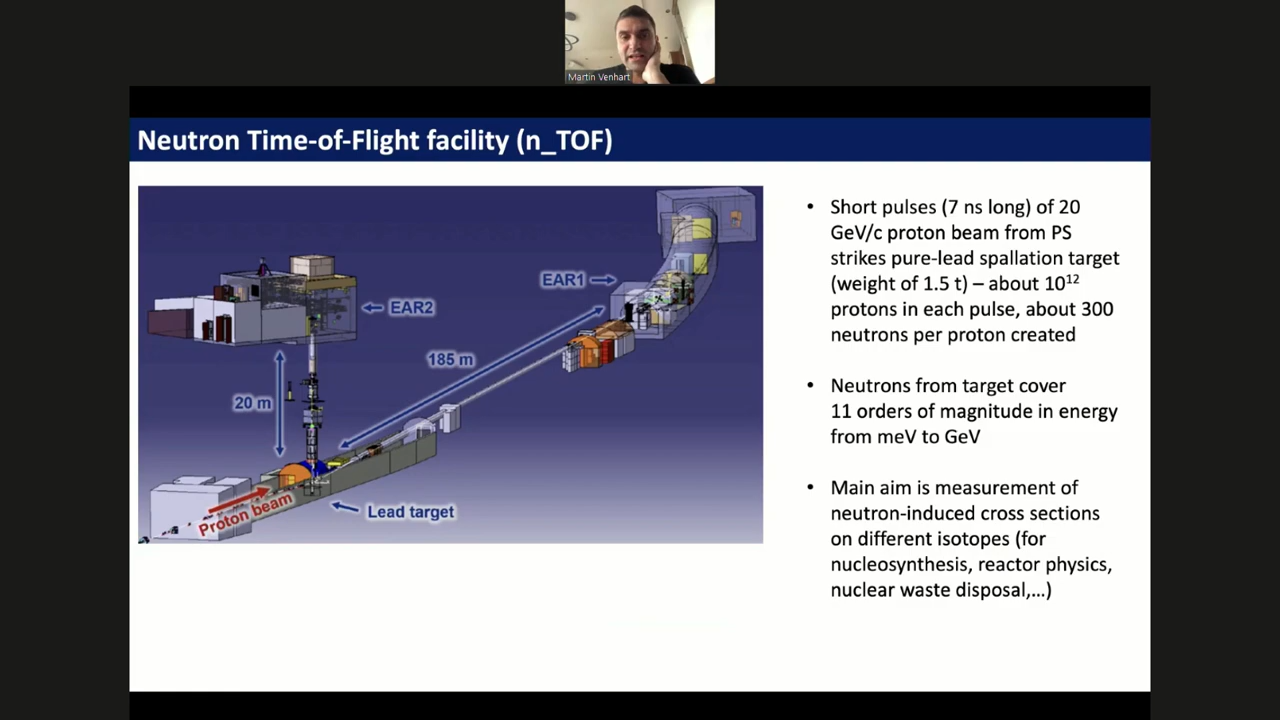 Martin Venhart
Neutron Time-of-Flight facility (n_TOF)
EAR1
EAR2
185 m
20 m
Proton beam
Lead target
• Short pulses (7 ns long) of 20
GeV/c proton beam from PS
strikes pure-lead spallation target
(weight of 1.5 t) – about 10¹²
protons in each pulse, about 300
neutrons per proton created
• Neutrons from target cover
11 orders of magnitude in energy
from meV to GeV
• Main aim is measurement of
neutron-induced cross sections
on different isotopes (for
nucleosynthesis, reactor physics,
nuclear waste disposal,...)